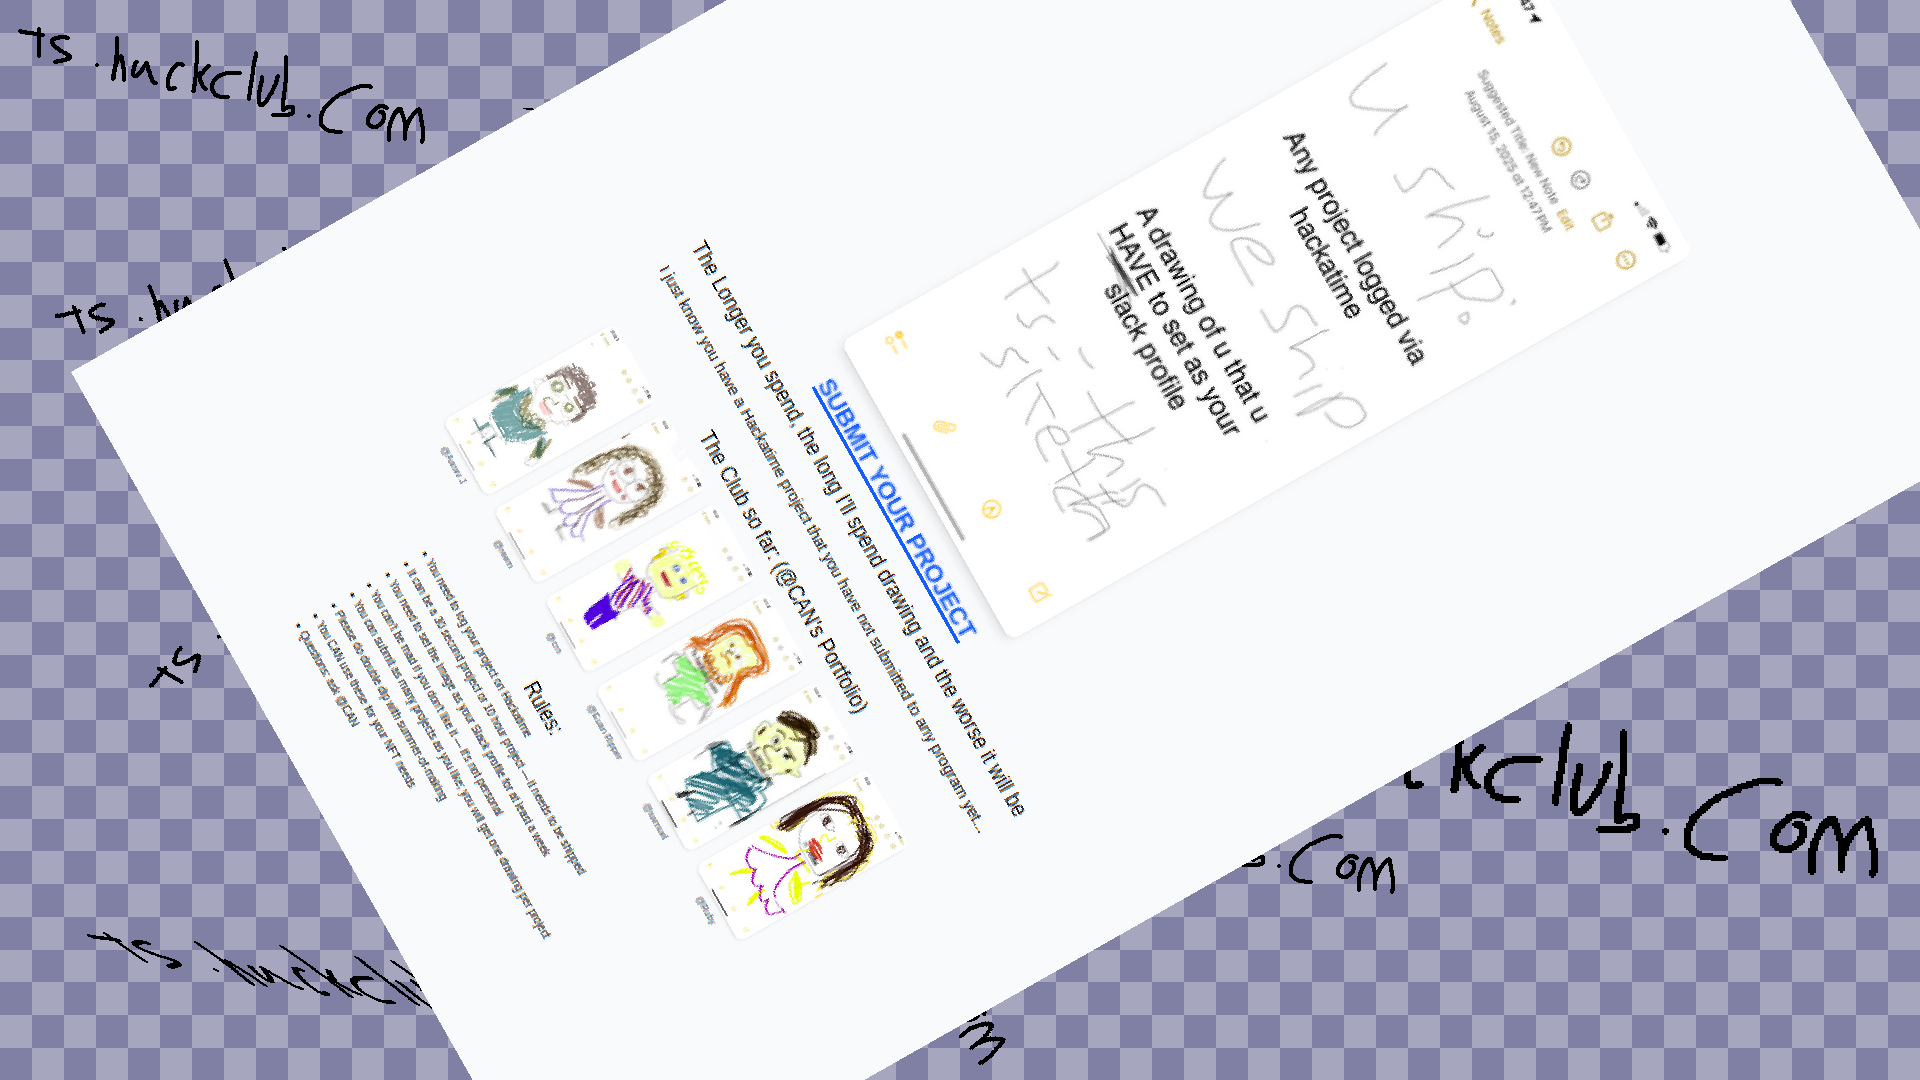 ts.hackclub.com
ts.ha
ts
ts.hackclu
ckclub.com
b.com
m
Notes
Suggested Title: New Note Edit
August 15, 2025 at 12:47 PM
u ship:
Any project logged via
hackatime
we ship
A drawing of u that u
HAVE to set as your
slack profile
ts-this
sketch
SUBMIT YOUR PROJECT
The Longer you spend, the long I'll spend drawing and the worse it will be
i just know you have a Hackatime project that you have not submitted to any program yet...
The Club so far: (@CAN's Portfolio)
@Ruby
Rules:
You need to log your project on Hackatime
It can be a 30 second project or 10 hour project — it needs to be shipped
You need to set the image as your Slack profile for at least a week
You can't be mad if you don't like it — it's not personal
You can submit as many projects as you like, you will get one drawing per project
Please do double dip with summer-of-making
You CAN use these for your NFT needs
Questions: ask @CAN